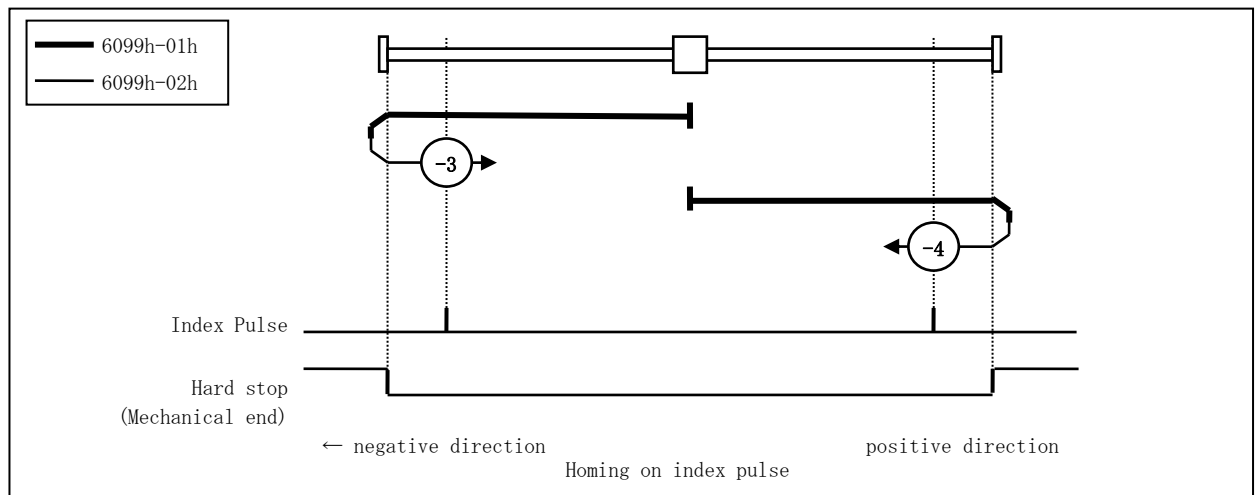 6099h-01h
6099h-02h
-3
-4
Index Pulse
Hard stop
(Mechanical end)
← negative direction
positive direction
Homing on index pulse